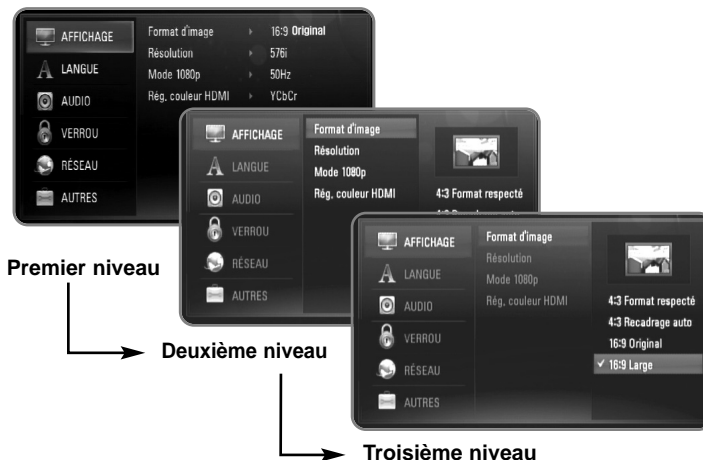 AFFICHAGE
LANGUE
AUDIO
VERROU
RÉSEAU
AUTRES
Format d'image 16:9 Original
Résolution 576i
Mode 1080p 50Hz
Rég. couleur HDMI YCbCr
AFFICHAGE
LANGUE
AUDIO
VERROU
RÉSEAU
AUTRES
Format d'image
Résolution
Mode 1080p
Rég. couleur HDMI
4:3 Format respecté
AFFICHAGE
LANGUE
AUDIO
VERROU
RÉSEAU
AUTRES
Format d'image
Résolution
Mode 1080p
Rég. couleur HDMI
4:3 Format respecté
4:3 Recadrage auto
16:9 Original
✓ 16:9 Large
Premier niveau
Deuxième niveau
Troisième niveau